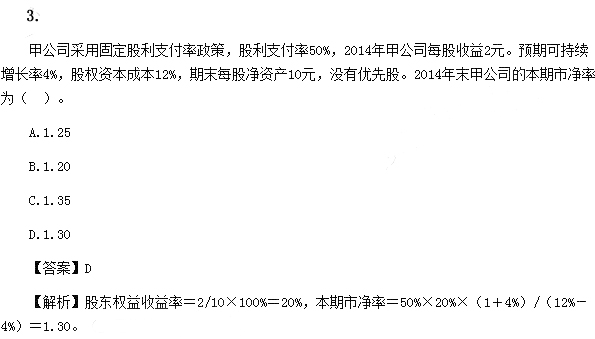 3.
甲公司采用固定股利支付率政策，股利支付率50%，2014年甲公司每股收益2元。预期可持续
增长率4%，股权资本成本12%，期末每股净资产10元，没有优先股。2014年末甲公司的本期市净率
为（　）。
A.1.25
B.1.20
C.1.35
D.1.30
【答案】D
【解析】股东权益收益率＝2/10×100%＝20%，本期市净率＝50%×20%×（1＋4%）/（12%－
4%）＝1.30。